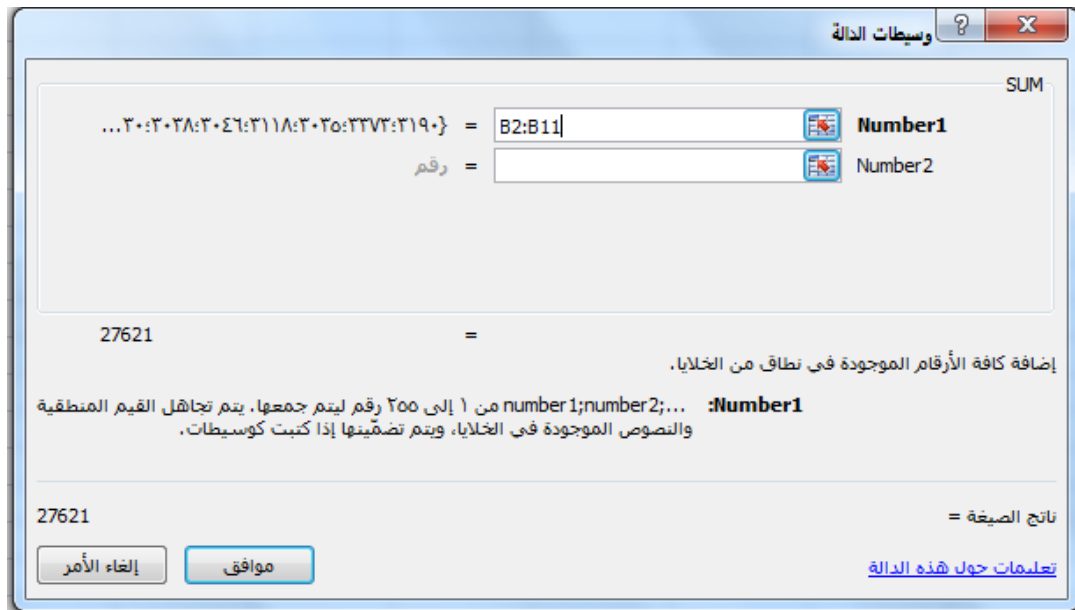 وسيطات الدالة
SUM
Number1 B2:B11 = {٣١٩٠؛٣٣٧٣؛٣٠٣٥؛٣١١٨؛٣٠٤٦؛٣٠٣٨؛٣٠...
Number2 = رقم
= 27621
إضافة كافة الأرقام الموجودة في نطاق من الخلايا.
Number1: number1;number2;... من ١ إلى ٢٥٥ رقم ليتم جمعها. يتم تجاهل القيم المنطقية
والنصوص الموجودة في الخلايا، ويتم تضمّينها إذا كتبت كوسيطات.
ناتج الصيغة = 27621
تعليمات حول هذه الدالة موافق إلغاء الأمر